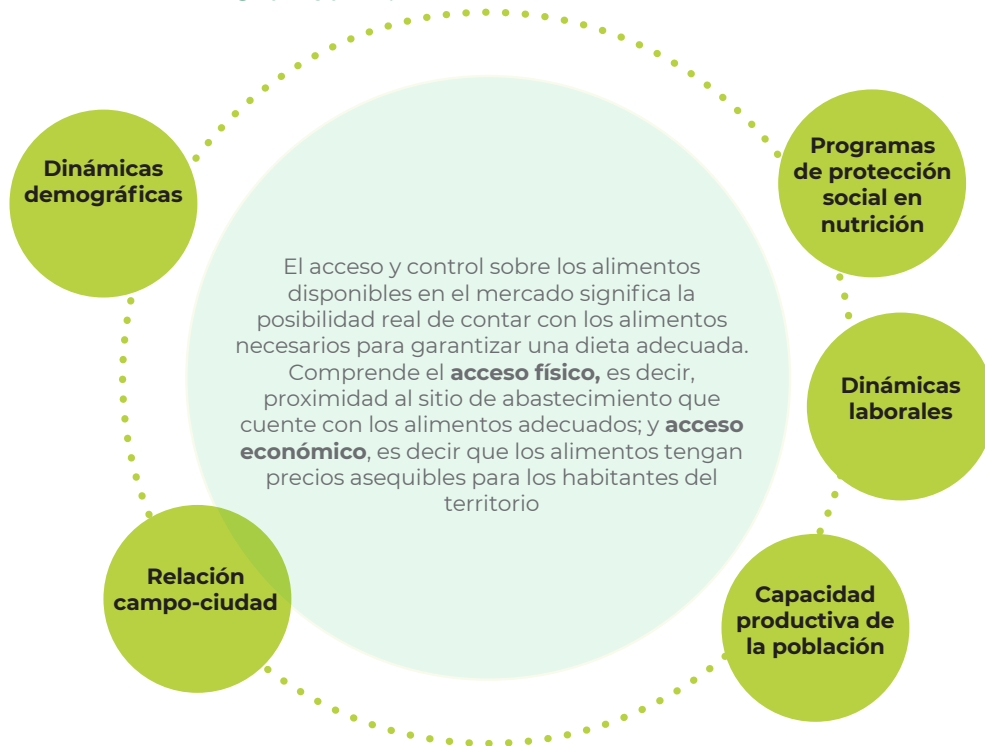 Dinámicas
demográficas
Programas
de protección
social en
nutrición
El acceso y control sobre los alimentos
disponibles en el mercado significa la
posibilidad real de contar con los alimentos
necesarios para garantizar una dieta adecuada.
Comprende el acceso físico, es decir,
proximidad al sitio de abastecimiento que
cuente con los alimentos adecuados; y acceso
económico, es decir que los alimentos tengan
precios asequibles para los habitantes del
territorio
Dinámicas
laborales
Relación
campo-ciudad
Capacidad
productiva de
la población